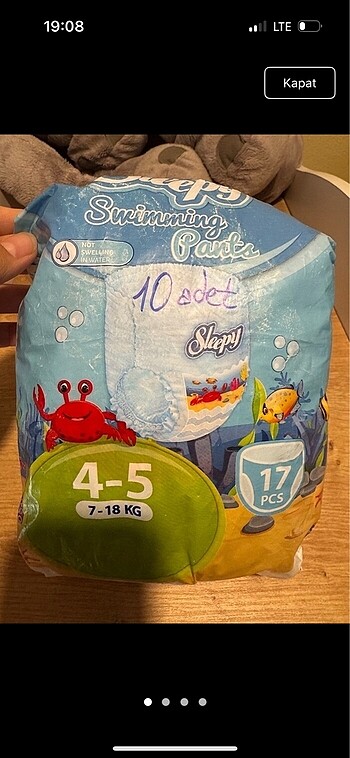 19:08
LTE
Kapat
Sleepy
Swimming
Pants
NOT
SWELLING
IN WATER
10 adet
Sleepy
4-5
7-18 KG
17
PCS